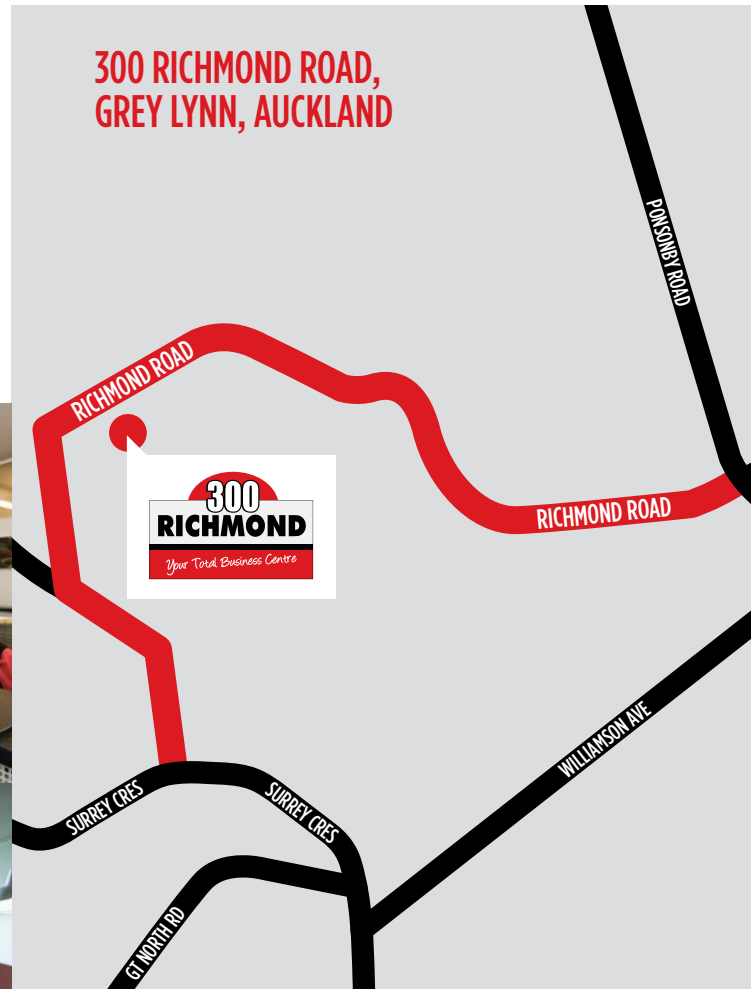 300 RICHMOND ROAD,
GREY LYNN, AUCKLAND
PONSONBY ROAD
RICHMOND ROAD
300
RICHMOND
Your Total Business Centre
RICHMOND ROAD
WILLIAMSON AVE
SURREY CRES
SURREY CRES
GT NORTH RD